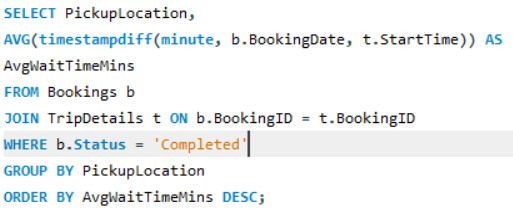 SELECT PickupLocation,
AVG(timestampdiff(minute, b.BookingDate, t.StartTime)) AS
AvgWaitTimeMins
FROM Bookings b
JOIN TripDetails t ON b.BookingID = t.BookingID
WHERE b.Status = 'Completed'
GROUP BY PickupLocation
ORDER BY AvgWaitTimeMins DESC;